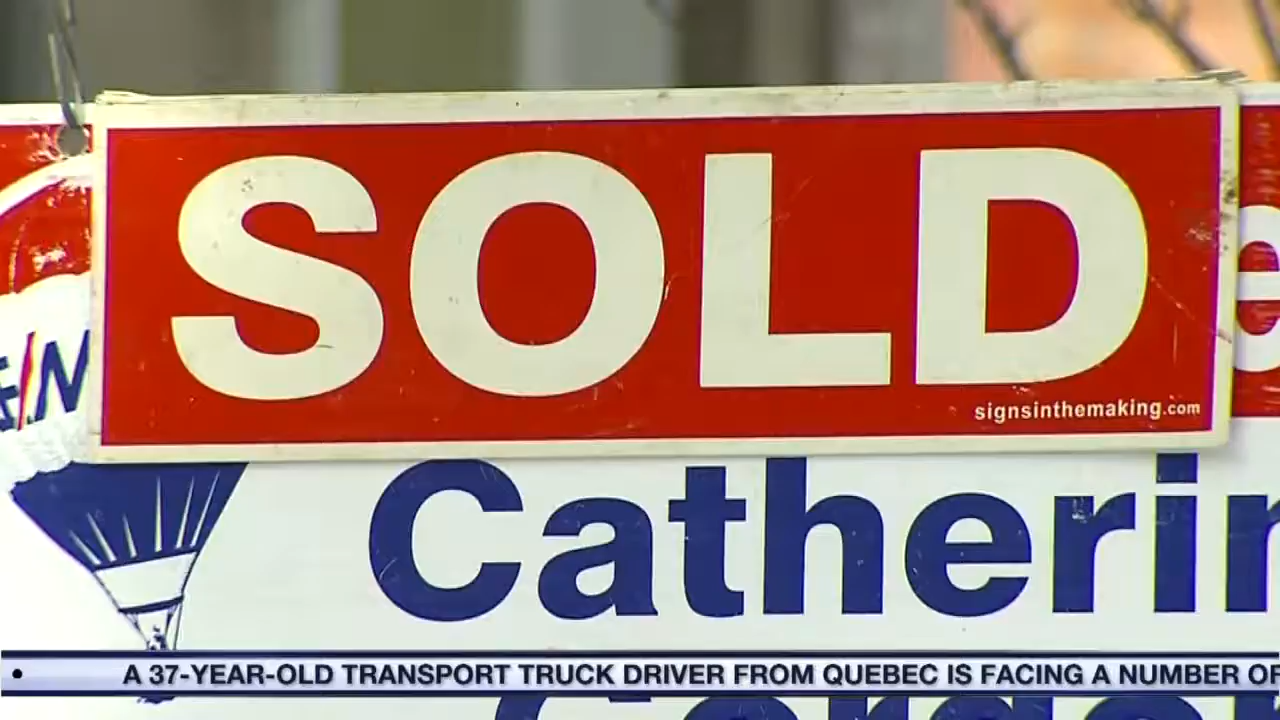 SOLD
signsinthemaking.com
Catherin
• A 37-YEAR-OLD TRANSPORT TRUCK DRIVER FROM QUEBEC IS FACING A NUMBER OF